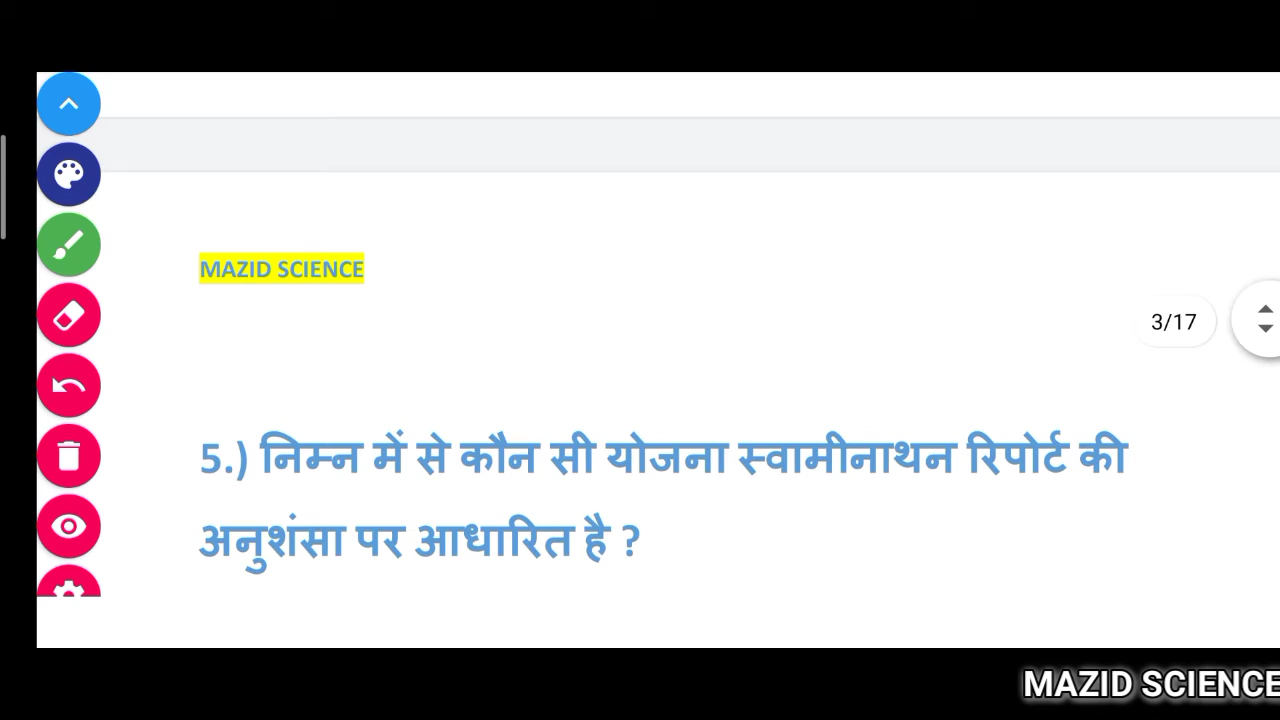 MAZID SCIENCE
3/17
5.) निम्न में से कौन सी योजना स्वामीनाथन रिपोर्ट की
अनुशंसा पर आधारित है ?
MAZID SCIENCE